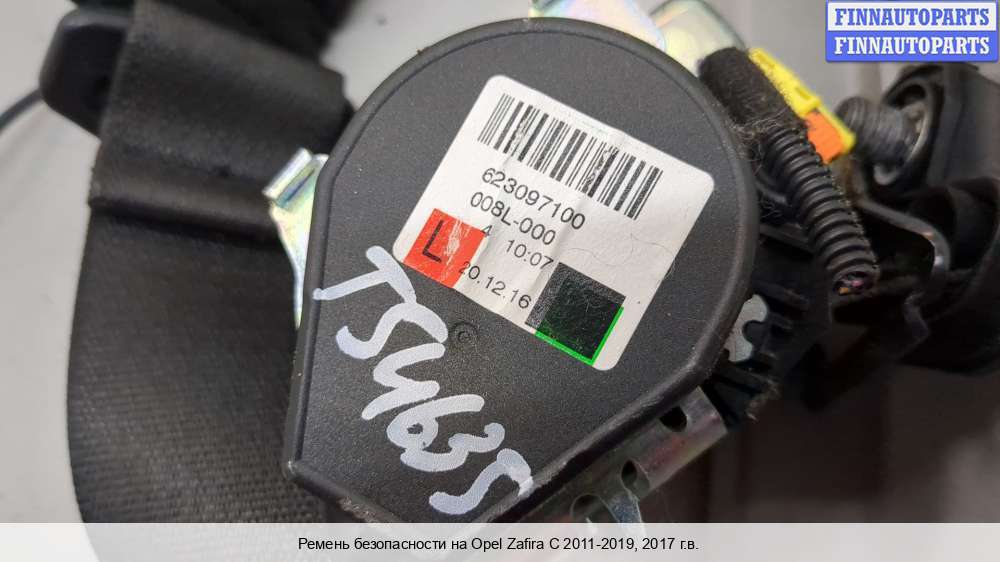 FINNAUTOPARTS
FINNAUTOPARTS
623097100
008L-000
4 10:07
L 20.12.16
TS4635
Ремень безопасности на Opel Zafira C 2011-2019, 2017 г.в.